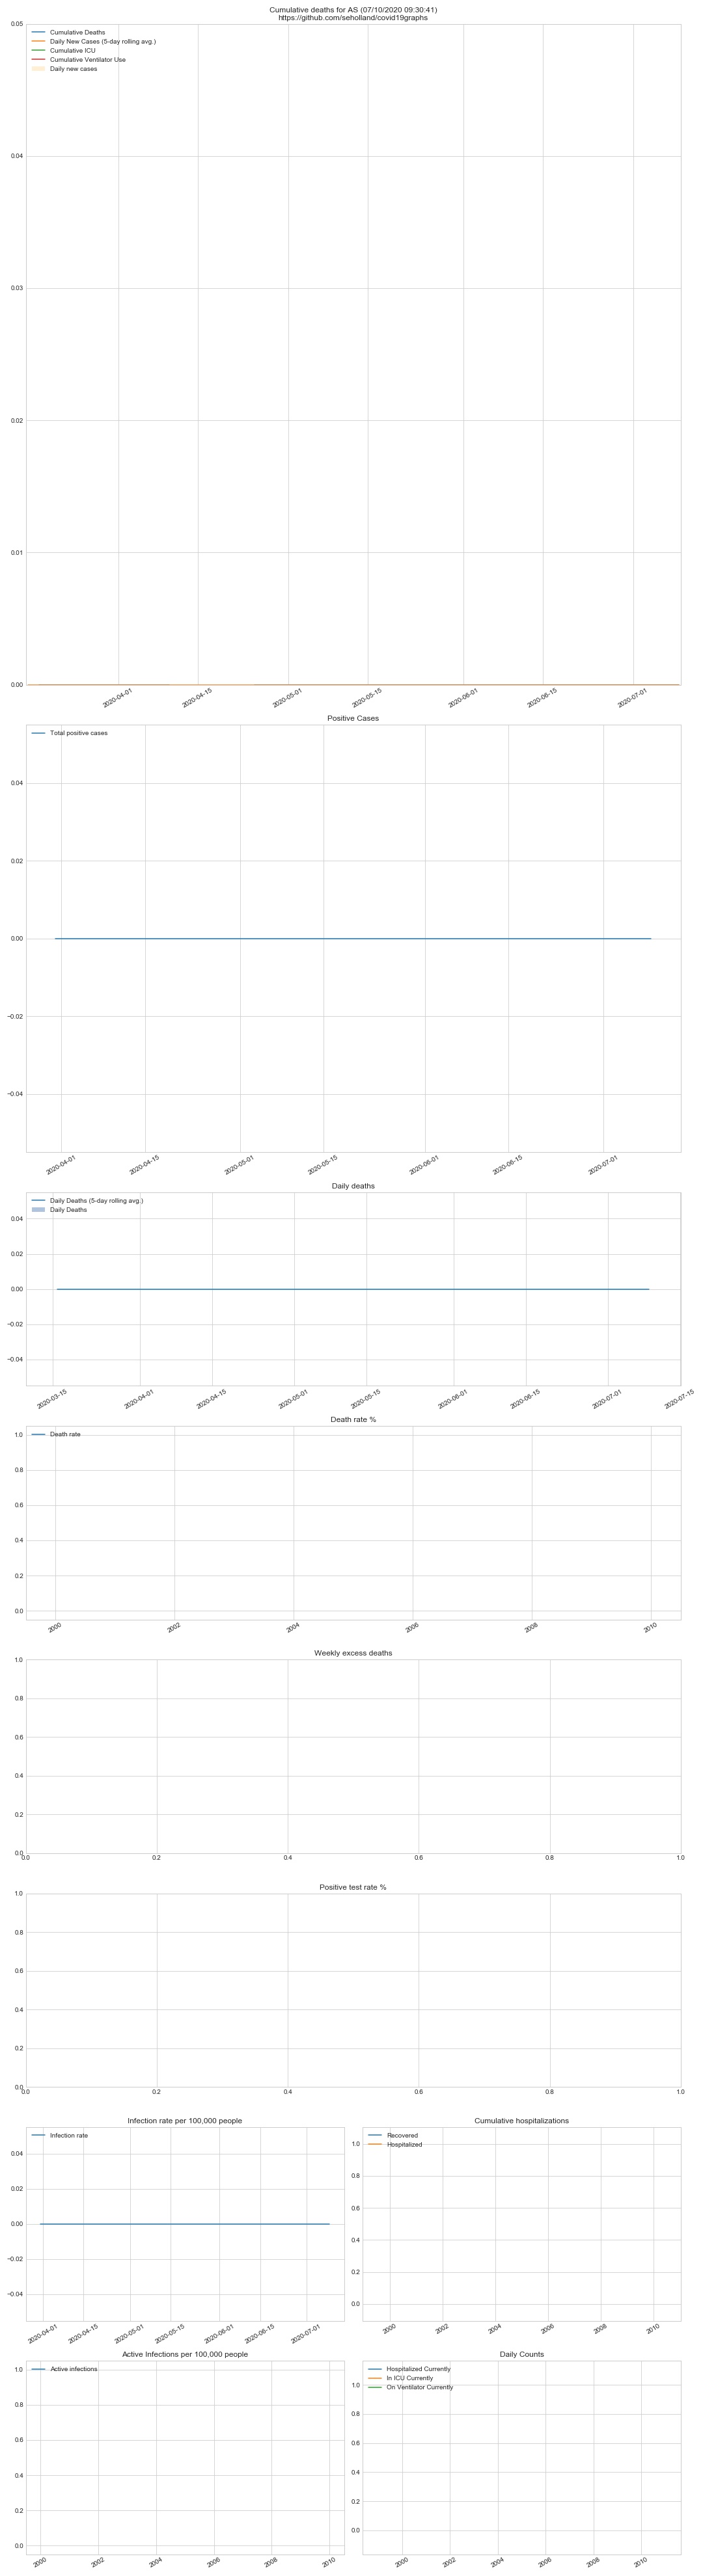 Cumulative deaths for AS (07/10/2020 09:30:41)
https://github.com/seholland/covid19graphs
Cumulative Deaths
Daily New Cases (5-day rolling avg.)
Cumulative ICU
Cumulative Ventilator Use
Daily new cases
0.05
0.04
0.03
0.02
0.01
0.00
2020-04-01 2020-04-15 2020-05-01 2020-05-15 2020-06-01 2020-06-15 2020-07-01
Positive Cases
Total positive cases
0.04
0.02
0.00
−0.02
−0.04
2020-04-01 2020-04-15 2020-05-01 2020-05-15 2020-06-01 2020-06-15 2020-07-01
Daily deaths
Daily Deaths (5-day rolling avg.)
Daily Deaths
0.04
0.02
0.00
−0.02
−0.04
2020-03-15 2020-04-01 2020-04-15 2020-05-01 2020-05-15 2020-06-01 2020-06-15 2020-07-01 2020-07-15
Death rate %
Death rate
1.0
0.8
0.6
0.4
0.2
0.0
2000 2002 2004 2006 2008 2010
Weekly excess deaths
1.0
0.8
0.6
0.4
0.2
0.0
0.0 0.2 0.4 0.6 0.8 1.0
Positive test rate %
1.0
0.8
0.6
0.4
0.2
0.0
0.0 0.2 0.4 0.6 0.8 1.0
Infection rate per 100,000 people
Infection rate
0.04
0.02
0.00
−0.02
−0.04
2020-04-01 2020-04-15 2020-05-01 2020-05-15 2020-06-01 2020-06-15 2020-07-01
Cumulative hospitalizations
Recovered
Hospitalized
1.0
0.8
0.6
0.4
0.2
0.0
2000 2002 2004 2006 2008 2010
Active Infections per 100,000 people
Active infections
1.0
0.8
0.6
0.4
0.2
0.0
2000 2002 2004 2006 2008 2010
Daily Counts
Hospitalized Currently
In ICU Currently
On Ventilator Currently
1.0
0.8
0.6
0.4
0.2
0.0
2000 2002 2004 2006 2008 2010